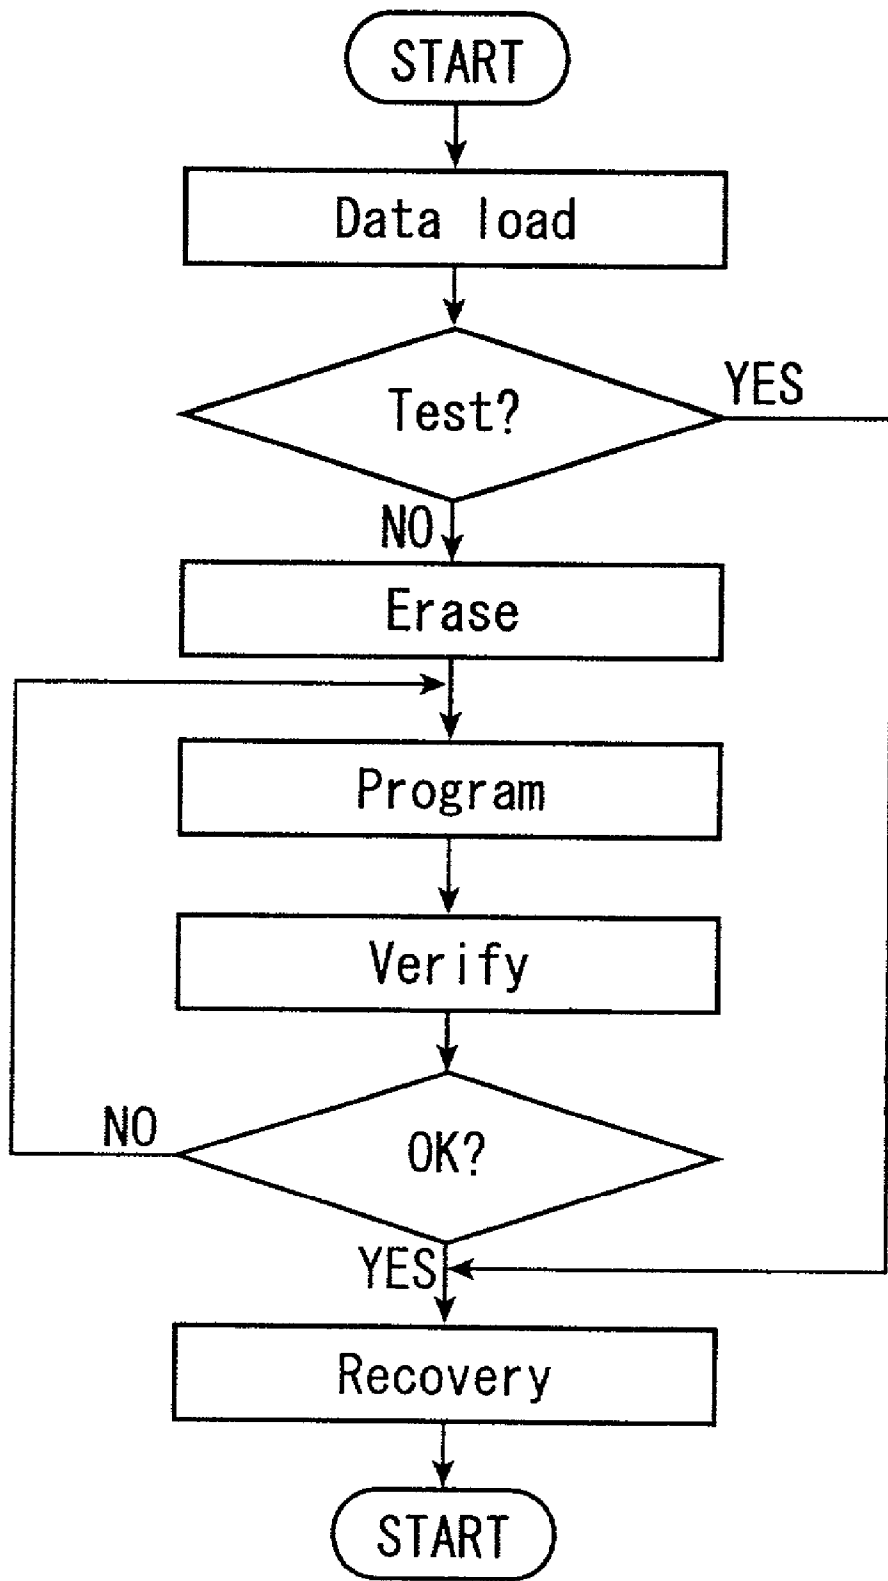 START
Data load
Test?
YES
NO
Erase
Program
Verify
OK?
NO
YES
Recovery
START